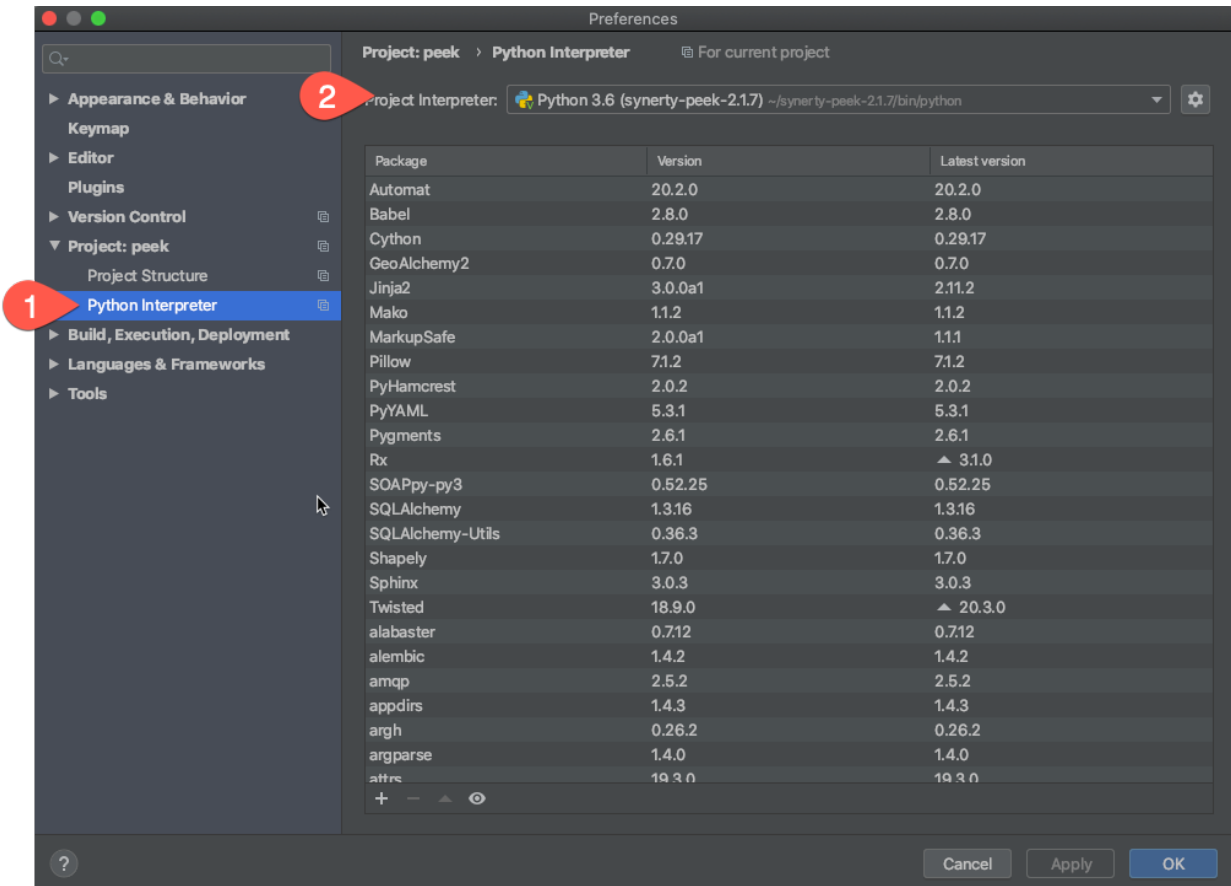 Preferences
Project: peek › Python Interpreter For current project
2 Project Interpreter: Python 3.6 (synerty-peek-2.1.7) ~/synerty-peek-2.1.7/bin/python
Appearance & Behavior
Keymap
Editor
Plugins
Version Control
Project: peek
Project Structure
1 Python Interpreter
Build, Execution, Deployment
Languages & Frameworks
Tools
Package Version Latest version
Automat 20.2.0 20.2.0
Babel 2.8.0 2.8.0
Cython 0.29.17 0.29.17
GeoAlchemy2 0.7.0 0.7.0
Jinja2 3.0.0a1 2.11.2
Mako 1.1.2 1.1.2
MarkupSafe 2.0.0a1 1.1.1
Pillow 7.1.2 7.1.2
PyHamcrest 2.0.2 2.0.2
PyYAML 5.3.1 5.3.1
Pygments 2.6.1 2.6.1
Rx 1.6.1 3.1.0
SOAPpy-py3 0.52.25 0.52.25
SQLAlchemy 1.3.16 1.3.16
SQLAlchemy-Utils 0.36.3 0.36.3
Shapely 1.7.0 1.7.0
Sphinx 3.0.3 3.0.3
Twisted 18.9.0 20.3.0
alabaster 0.7.12 0.7.12
alembic 1.4.2 1.4.2
amqp 2.5.2 2.5.2
appdirs 1.4.3 1.4.3
argh 0.26.2 0.26.2
argparse 1.4.0 1.4.0
attrs 19.3.0 19.3.0
? Cancel Apply OK